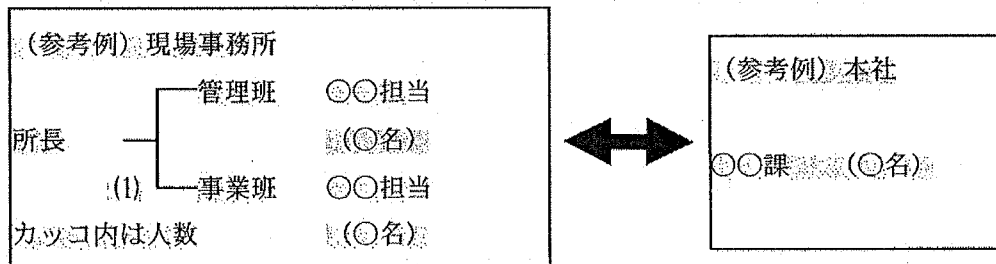 (参考例) 現場事務所
管理班 ○○担当
所長 (○名)
(1) 事業班 ○○担当
カッコ内は人数 (○名)
(参考例) 本社
○○課 (○名)